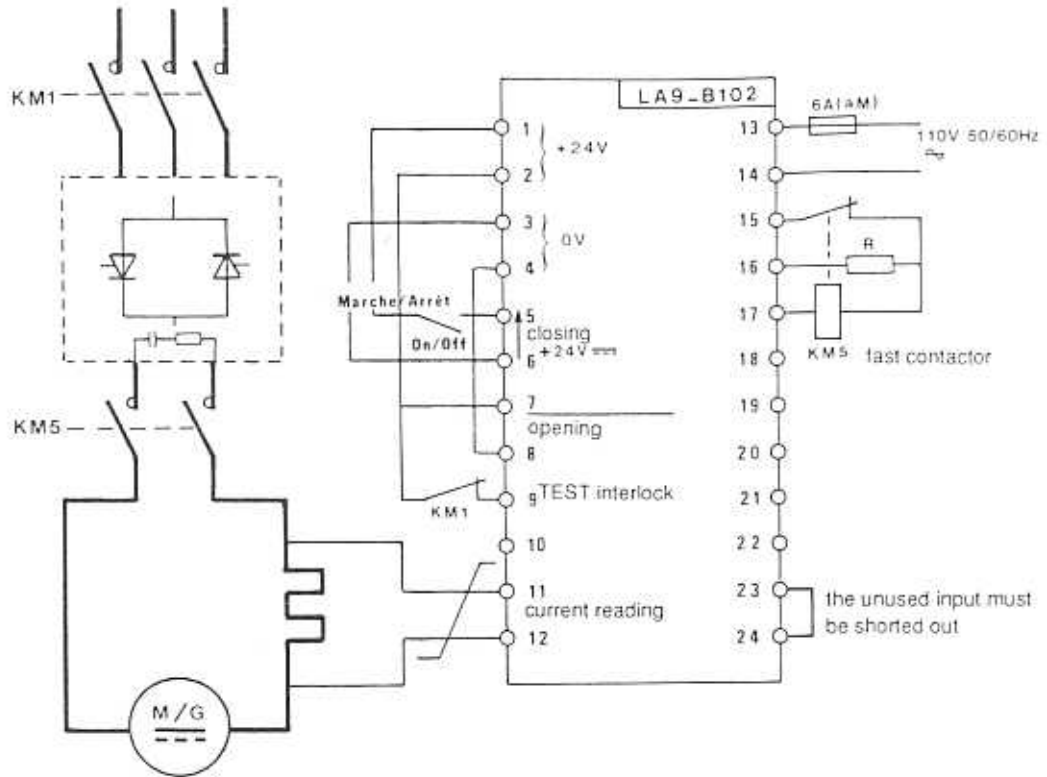 KM1
KM5
M/G
LA9-B102
1
+24V
2
3
0V
4
Marche/Arrêt
5
closing
On/Off
+24V
6
7
opening
8
9 TEST interlock
KM1
10
11
current reading
12
13
6A(aM)
110V 50/60Hz
14
15
R
16
17
KM5
fast contactor
18
19
20
21
22
23
the unused input must
be shorted out
24